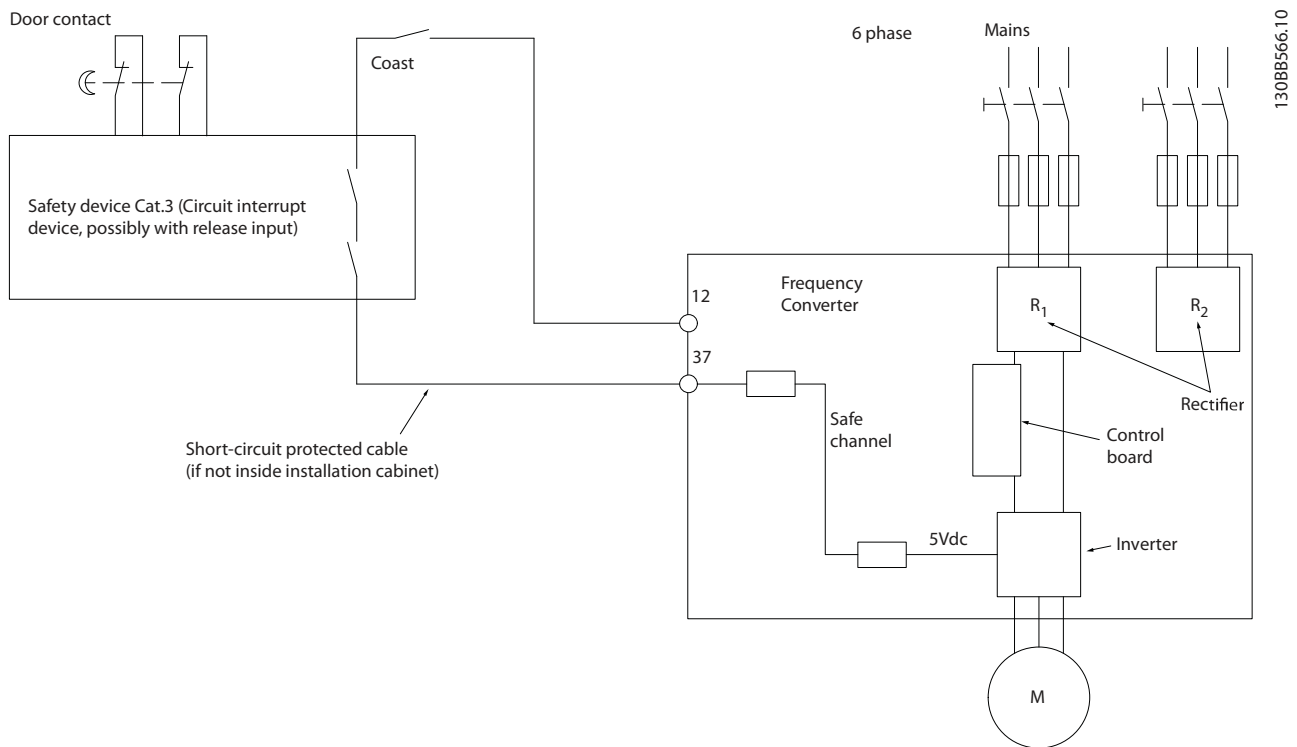 Door contact
Coast
6 phase
Mains
130BB566.10
Safety device Cat.3 (Circuit interrupt
device, possibly with release input)
12
Frequency
Converter
R1
R2
37
Safe
channel
Rectifier
Short-circuit protected cable
(if not inside installation cabinet)
Control
board
5Vdc
Inverter
M